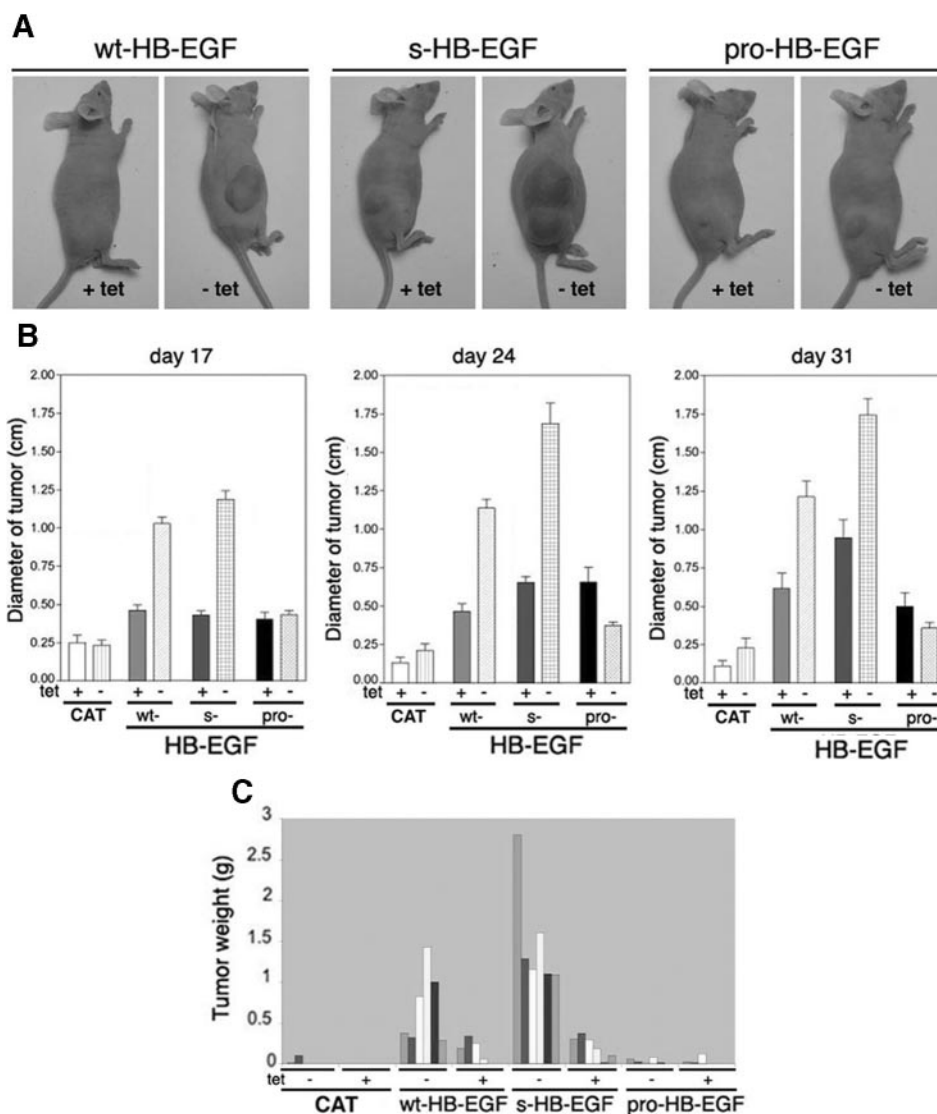 A
wt-HB-EGF s-HB-EGF pro-HB-EGF
+ tet - tet + tet - tet + tet - tet
B
day 17 day 24 day 31
2.00 2.00 2.00
1.75 1.75 1.75
1.50 1.50 1.50
1.25 1.25 1.25
1.00 1.00 1.00
0.75 0.75 0.75
0.50 0.50 0.50
0.25 0.25 0.25
0.00 0.00 0.00
Diameter of tumor (cm) Diameter of tumor (cm) Diameter of tumor (cm)
tet + - + - + - + - tet + - + - + - + - tet + - + - + - + -
CAT wt- s- pro- CAT wt- s- pro- CAT wt- s- pro-
HB-EGF HB-EGF HB-EGF
C
3
2.5
2
1.5
1
0.5
0
Tumor weight (g)
tet - + - + - + - +
CAT wt-HB-EGF s-HB-EGF pro-HB-EGF